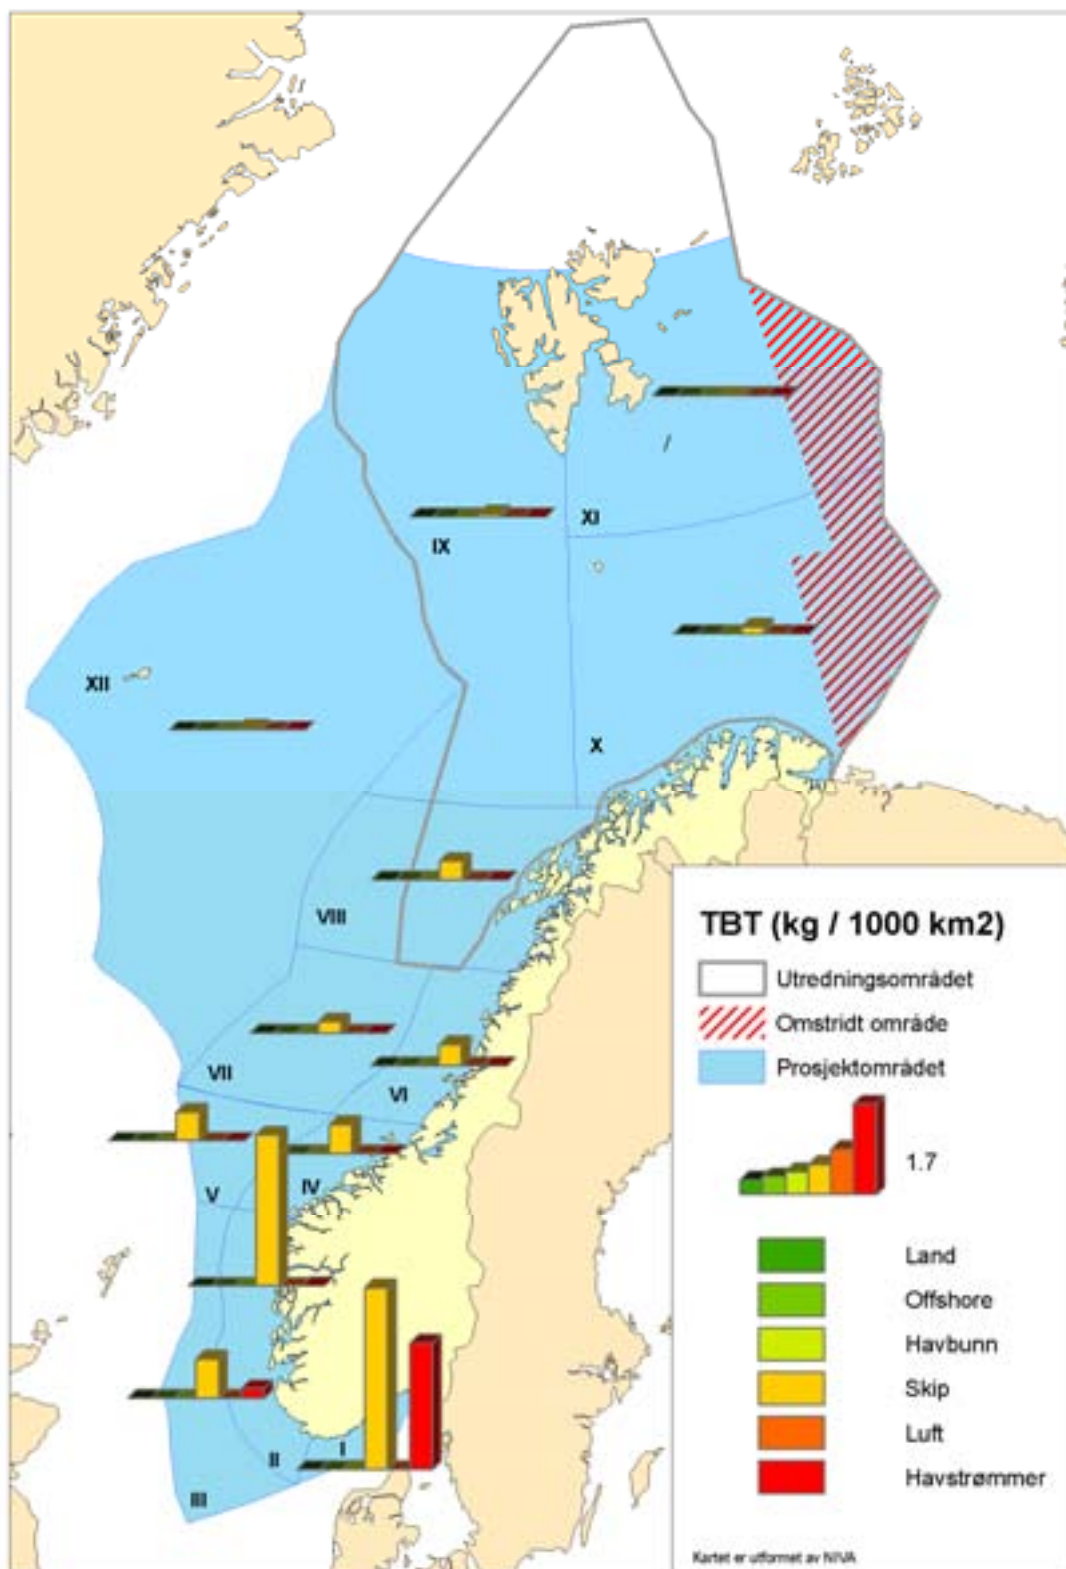 XI
IX
XII
X
VIII
VII
VI
V
IV
II
I
III
TBT (kg / 1000 km2)
Utredningsområdet
Omstridt område
Prosjektområdet
1.7
Land
Offshore
Havbunn
Skip
Luft
Havstrømmer
Kartet er utformet av NIVA